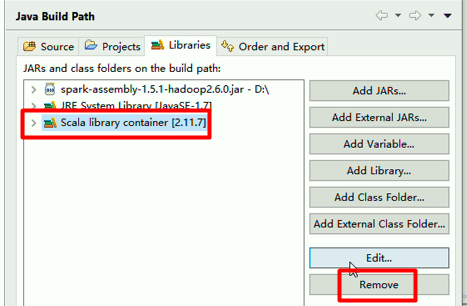 Java Build Path
Source Projects Libraries Order and Export
JARs and class folders on the build path:
spark-assembly-1.5.1-hadoop2.6.0.jar - D:\
JRE System Library [JavaSE-1.7]
Scala library container [2.11.7]
Add JARs...
Add External JARs...
Add Variable...
Add Library...
Add Class Folder...
Add External Class Folder...
Edit...
Remove